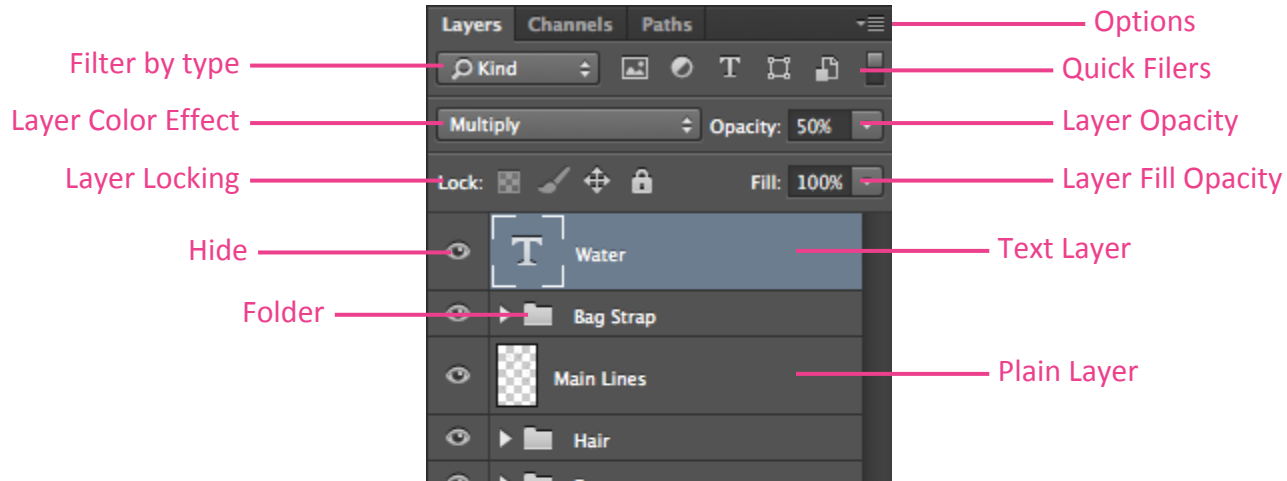 Layers Channels Paths Options
Filter by type Kind T Quick Filers
Layer Color Effect Multiply Opacity: 50% Layer Opacity
Layer Locking Lock: Fill: 100% Layer Fill Opacity
Hide T Water Text Layer
Folder Bag Strap
Main Lines Plain Layer
Hair